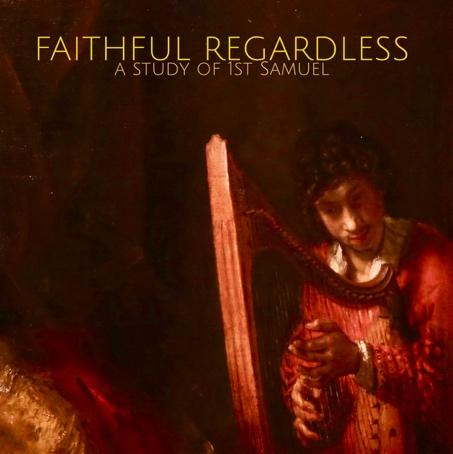 FAITHFUL REGARDLESS
A STUDY OF 1ST SAMUEL